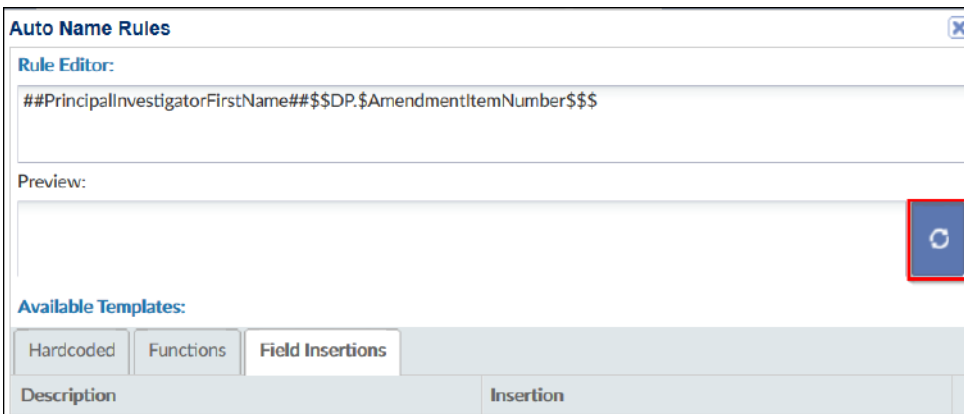 Auto Name Rules
Rule Editor:
##PrincipalInvestigatorFirstName##$$DP.$AmendmentItemNumber$$$
Preview:
Available Templates:
Hardcoded Functions Field Insertions
Description Insertion